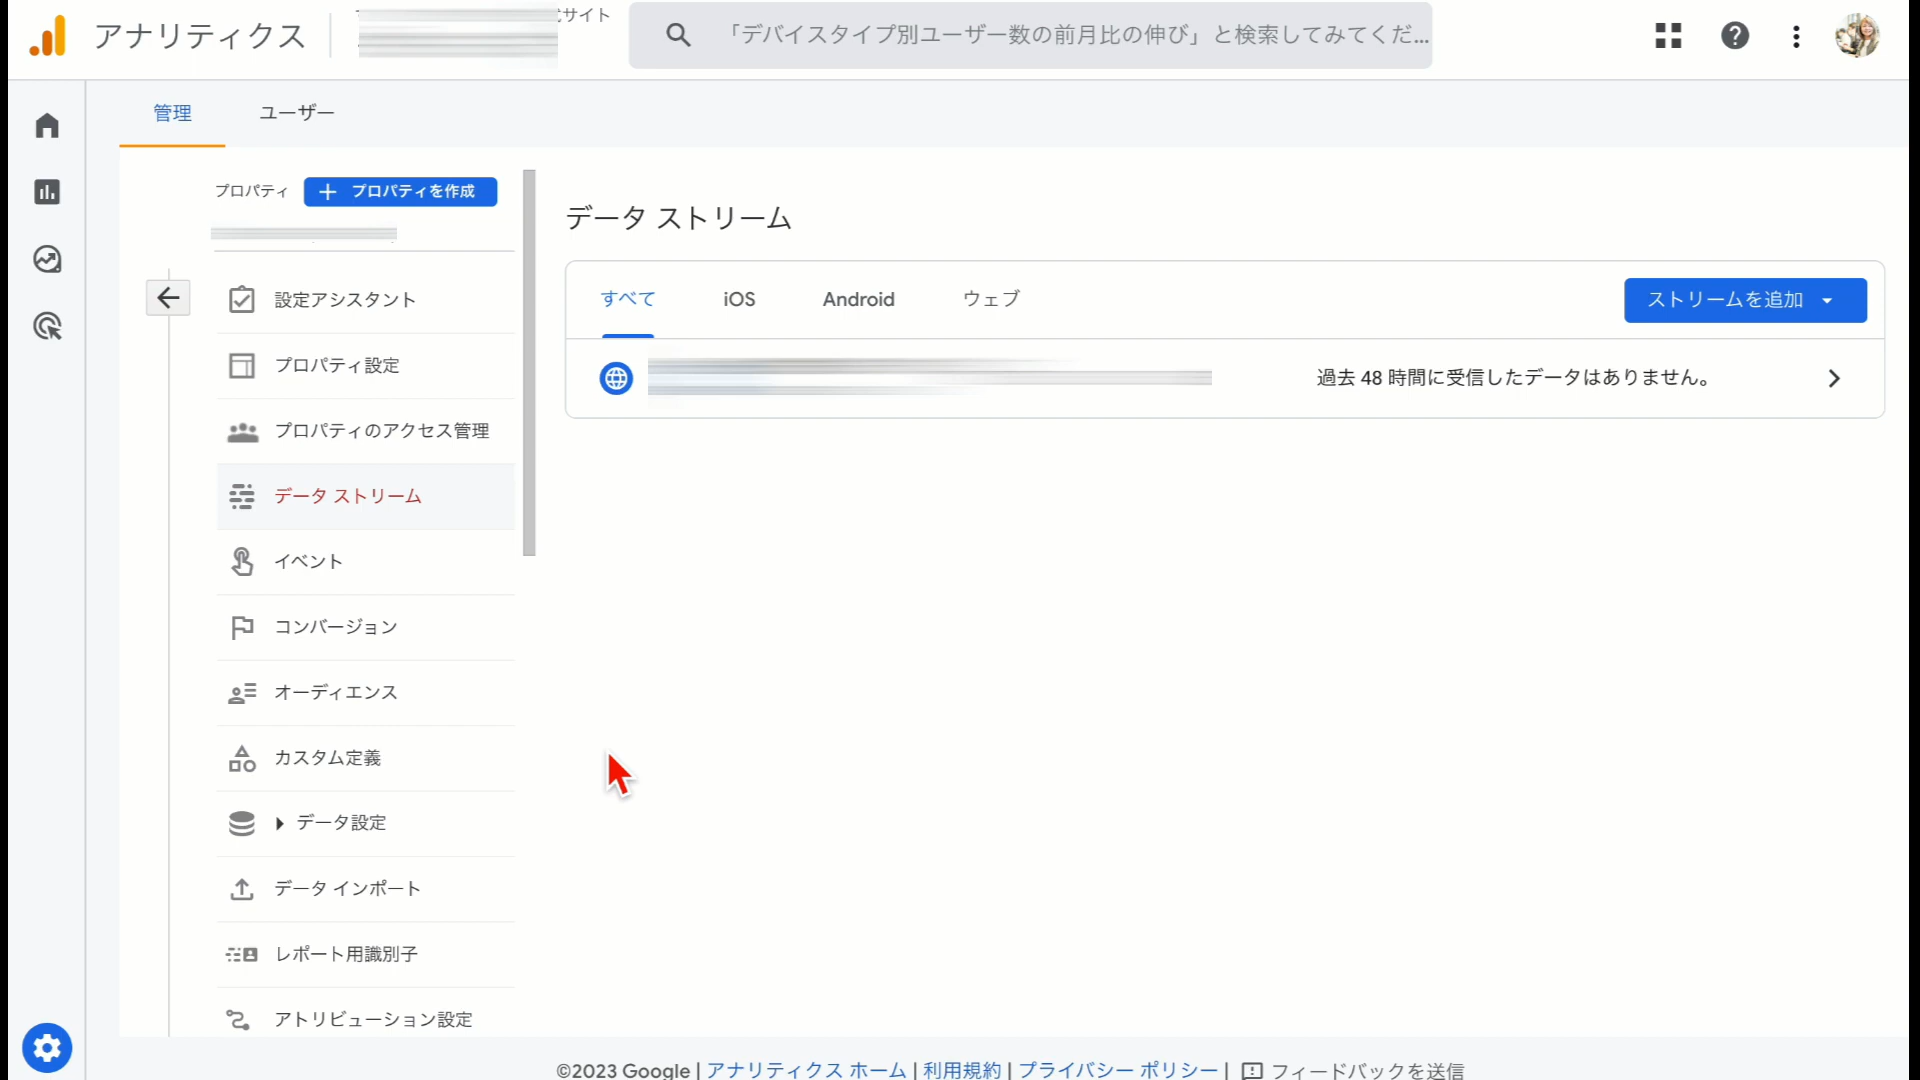 アナリティクス
サイト
「デバイスタイプ別ユーザー数の前月比の伸び」と検索してみてくだ...
管理
ユーザー
プロパティ
プロパティを作成
設定アシスタント
プロパティ設定
プロパティのアクセス管理
データ ストリーム
イベント
コンバージョン
オーディエンス
カスタム定義
データ設定
データ インポート
レポート用識別子
アトリビューション設定
データ ストリーム
すべて
iOS
Android
ウェブ
ストリームを追加
過去 48 時間に受信したデータはありません。
©2023 Google | アナリティクス ホーム | 利用規約 | プライバシー ポリシー | フィードバックを送信